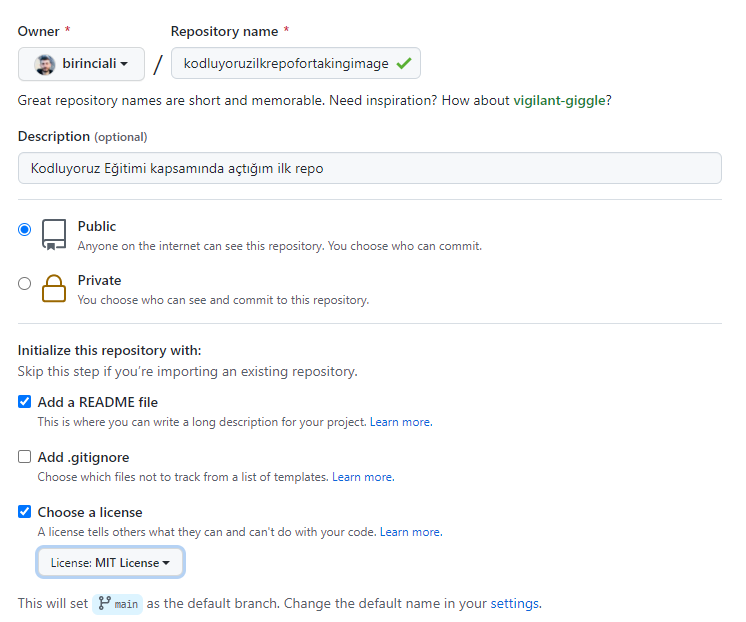 Owner *
Repository name *
birinciali
/
kodluyoruzilkrepofortakingimage
Great repository names are short and memorable. Need inspiration? How about vigilant-giggle?
Description (optional)
Kodluyoruz Eğitimi kapsamında açtığım ilk repo
Public
Anyone on the internet can see this repository. You choose who can commit.
Private
You choose who can see and commit to this repository.
Initialize this repository with:
Skip this step if you're importing an existing repository.
Add a README file
This is where you can write a long description for your project. Learn more.
Add .gitignore
Choose which files not to track from a list of templates. Learn more.
Choose a license
A license tells others what they can and can't do with your code. Learn more.
License: MIT License
This will set main as the default branch. Change the default name in your settings.